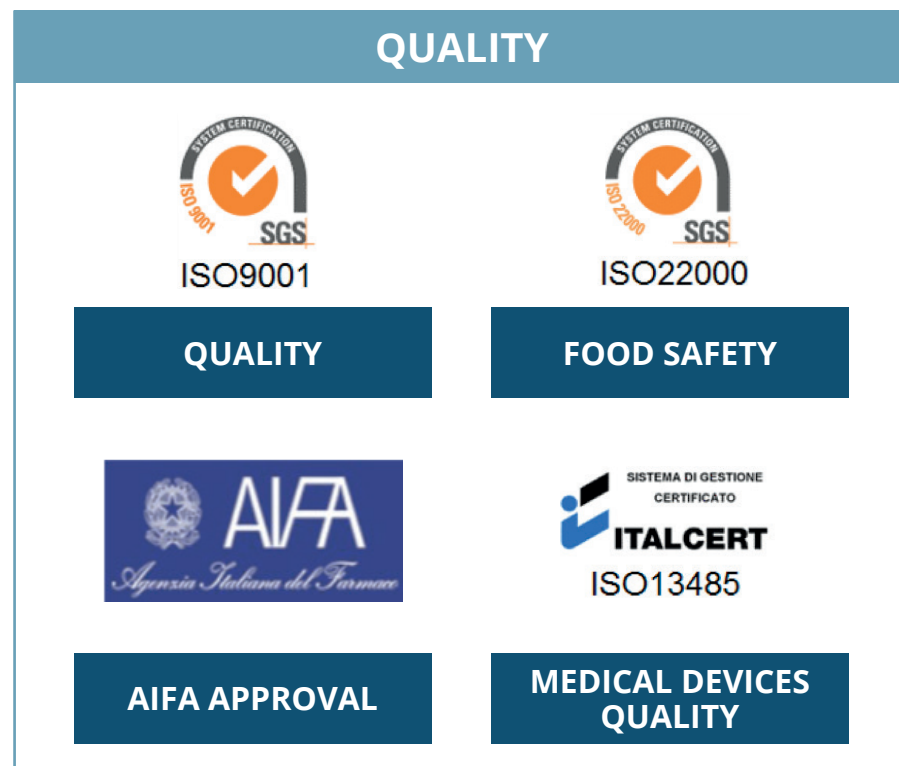 QUALITY
SYSTEM CERTIFICATION
ISO 9001
SGS
ISO9001
SYSTEM CERTIFICATION
ISO 22000
SGS
ISO22000
QUALITY
FOOD SAFETY
AIFA
Agenzia Italiana del Farmaco
SISTEMA DI GESTIONE
CERTIFICATO
ITALCERT
ISO13485
AIFA APPROVAL
MEDICAL DEVICES
QUALITY